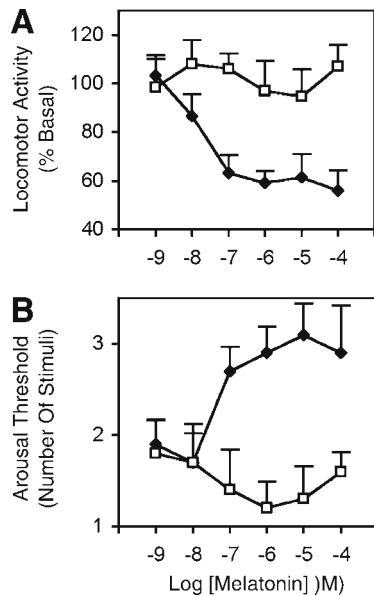 A
Locomotor Activity
(% Basal)
120
100
80
60
40
-9 -8 -7 -6 -5 -4
B
Arousal Threshold
(Number Of Stimuli)
3
2
1
-9 -8 -7 -6 -5 -4
Log [Melatonin] )M)